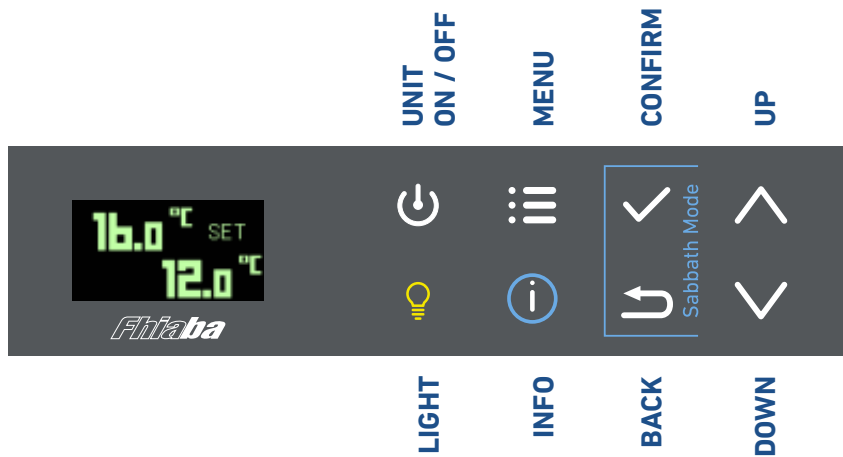 UNIT
ON / OFF
MENU
CONFIRM
UP
16.0 °C SET
12.0 °C
Fhiaba
Sabbath Mode
LIGHT
INFO
BACK
DOWN